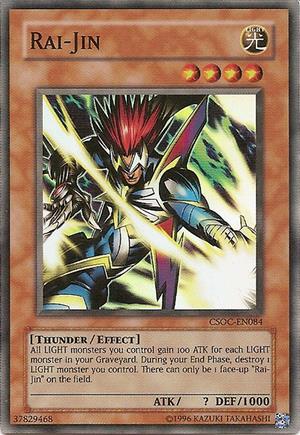 RAI-JIN
LIGHT
光
CSOC-EN084
[THUNDER/EFFECT]
All LIGHT monsters you control gain 100 ATK for each LIGHT
monster in your Graveyard. During your End Phase, destroy 1
LIGHT monster you control. There can only be 1 face-up "Rai-
Jin" on the field.
ATK/ ? DEF/1000
37829468
©1996 KAZUKI TAKAHASHI